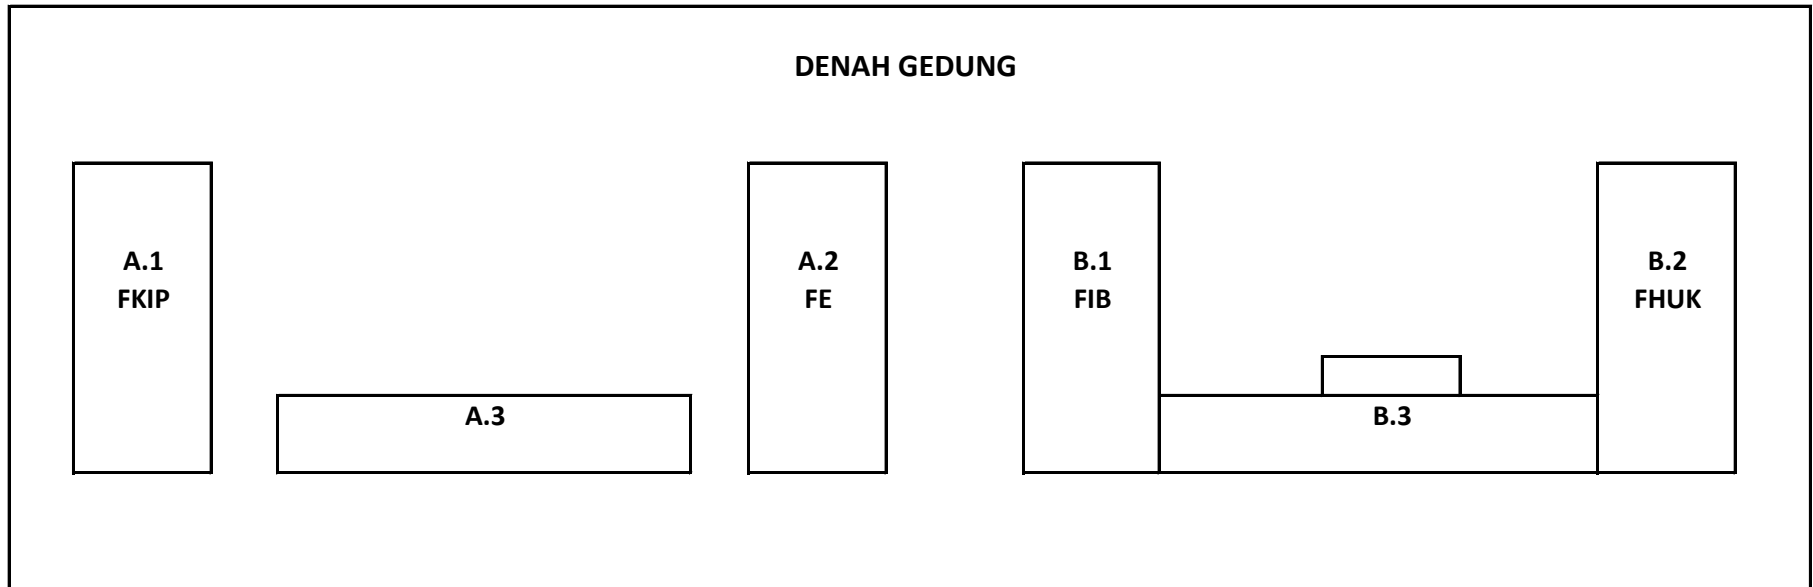 DENAH GEDUNG
A.1
FKIP
A.2
FE
B.1
FIB
B.2
FHUK
A.3
B.3